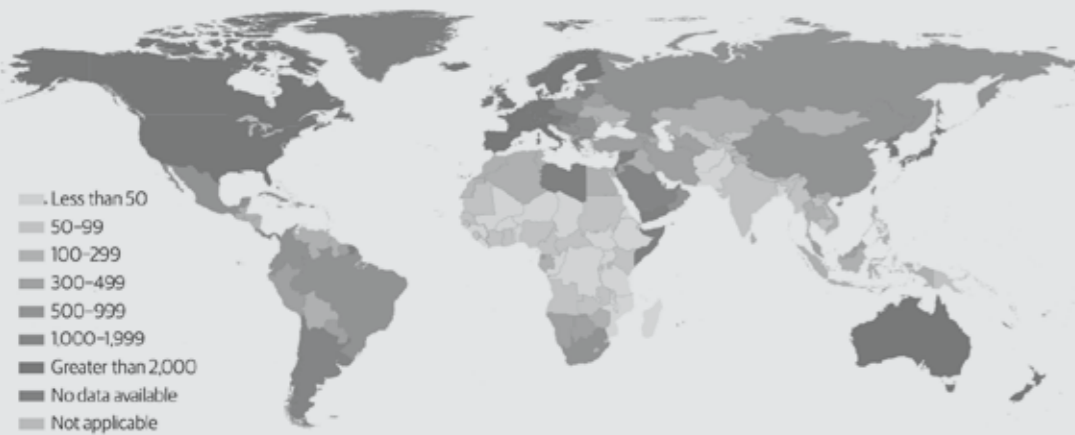 Less than 50
50–99
100–299
300–499
500–999
1,000–1,999
Greater than 2,000
No data available
Not applicable